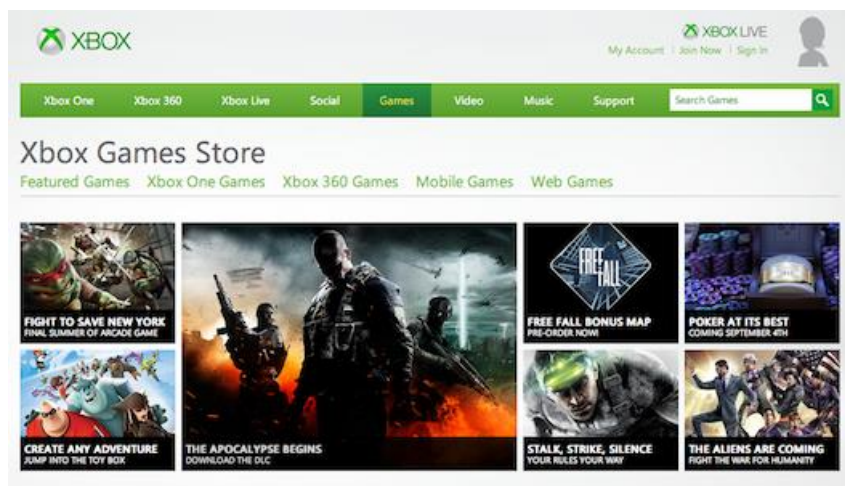 XBOX
XBOX LIVE
My Account | Join Now | Sign In
Xbox One Xbox 360 Xbox Live Social Games Video Music Support Search Games
Xbox Games Store
Featured Games Xbox One Games Xbox 360 Games Mobile Games Web Games
FIGHT TO SAVE NEW YORK
FINAL SUMMER OF ARCADE GAME
CREATE ANY ADVENTURE
JUMP INTO THE TOY BOX
THE APOCALYPSE BEGINS
DOWNLOAD THE DLC
FREE
FALL
FREE FALL BONUS MAP
PRE-ORDER NOW!
POKER AT ITS BEST
COMING SEPTEMBER 4TH
STALK, STRIKE, SILENCE
YOUR RULES YOUR WAY
THE ALIENS ARE COMING
FIGHT THE WAR FOR HUMANITY